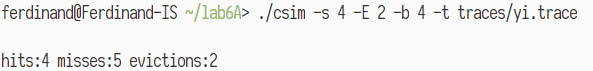 ferdinand@Ferdinand-IS ~/lab6A> ./csim -s 4 -E 2 -b 4 -t traces/yi.trace
hits:4 misses:5 evictions:2